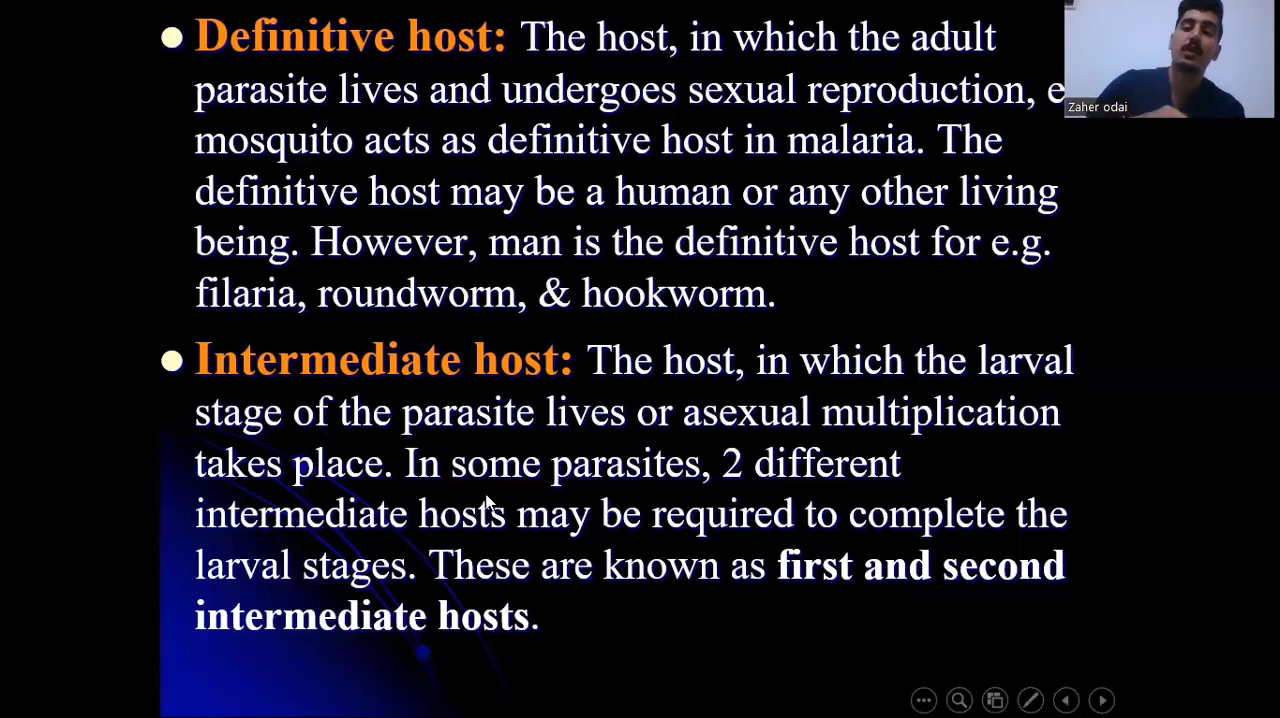 Definitive host: The host, in which the adult
parasite lives and undergoes sexual reproduction, e
mosquito acts as definitive host in malaria. The
definitive host may be a human or any other living
being. However, man is the definitive host for e.g.
filaria, roundworm, & hookworm.
Intermediate host: The host, in which the larval
stage of the parasite lives or asexual multiplication
takes place. In some parasites, 2 different
intermediate hosts may be required to complete the
larval stages. These are known as first and second
intermediate hosts.
Zaher odai